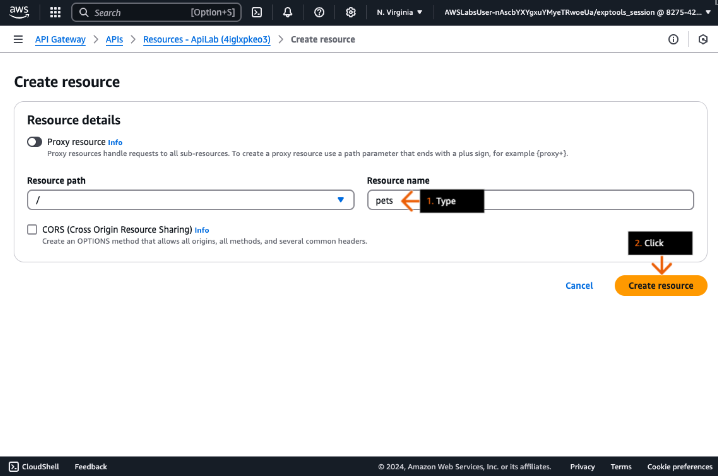 aws
Search [Option+S]
N. Virginia
AWSLabsUser-nAscbYXYgxuYMyeTRwoeUa/exptools_session @ 8275-42...
API Gateway > APIs > Resources - ApiLab (4iglxpkeo3) > Create resource
Create resource
Resource details
Proxy resource Info
Proxy resources handle requests to all sub-resources. To create a proxy resource use a path parameter that ends with a plus sign, for example {proxy+}.
Resource path
/
Resource name
pets
1. Type
CORS (Cross Origin Resource Sharing) Info
Create an OPTIONS method that allows all origins, all methods, and several common headers.
2. Click
Cancel
Create resource
CloudShell
Feedback
© 2024, Amazon Web Services, Inc. or its affiliates.
Privacy
Terms
Cookie preferences